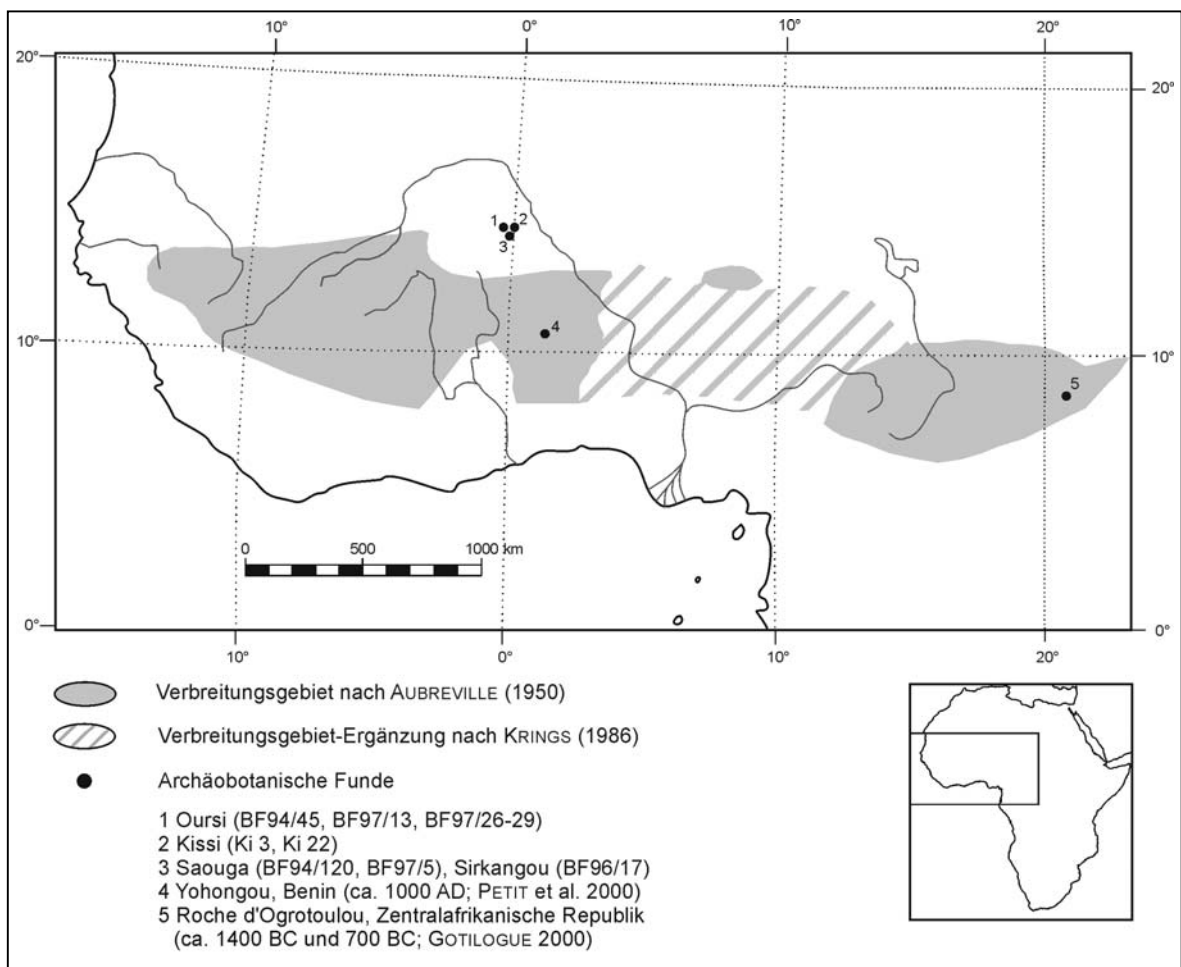 10° 0° 10° 20°
20°
20°
1 2
3
4
10°
10°
5
0 500 1000 km
0°
0°
10° 0° 10° 20°
Verbreitungsgebiet nach AUBREVILLE (1950)
Verbreitungsgebiet-Ergänzung nach KRINGS (1986)
Archäobotanische Funde
1 Oursi (BF94/45, BF97/13, BF97/26-29)
2 Kissi (Ki 3, Ki 22)
3 Saouga (BF94/120, BF97/5), Sirkangou (BF96/17)
4 Yohongou, Benin (ca. 1000 AD; PETIT et al. 2000)
5 Roche d'Ogrotoulou, Zentralafrikanische Republik
(ca. 1400 BC und 700 BC; GOTILOGUE 2000)